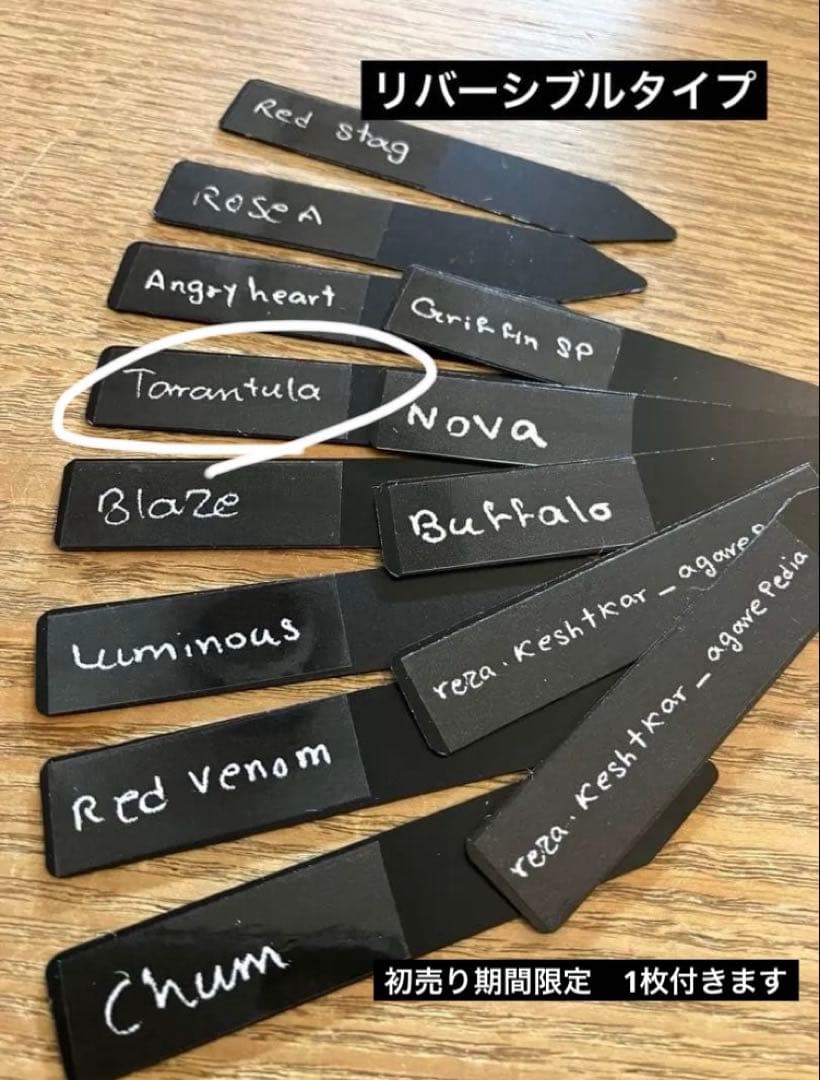 リバーシブルタイプ
Red stag
ROSE A
Angry heart
Griffin SP
Tarantula
Nova
Blaze
Buffalo
reza.Keshtkar_agaves
Luminous
reza.Keshtkar_agavepedia
Red Venom
Chum
初売り期間限定　1枚付きます